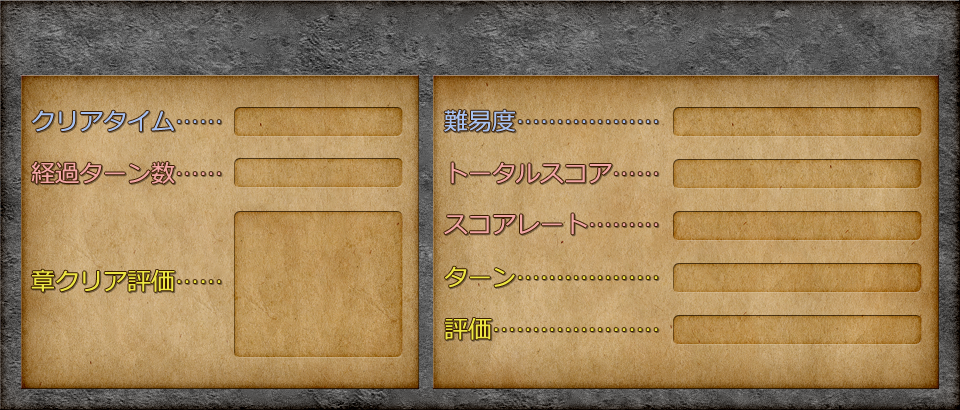 クリアタイム……
経過ターン数……
章クリア評価……
難易度………………
トータルスコア……
スコアレート………
ターン………………
評価…………………